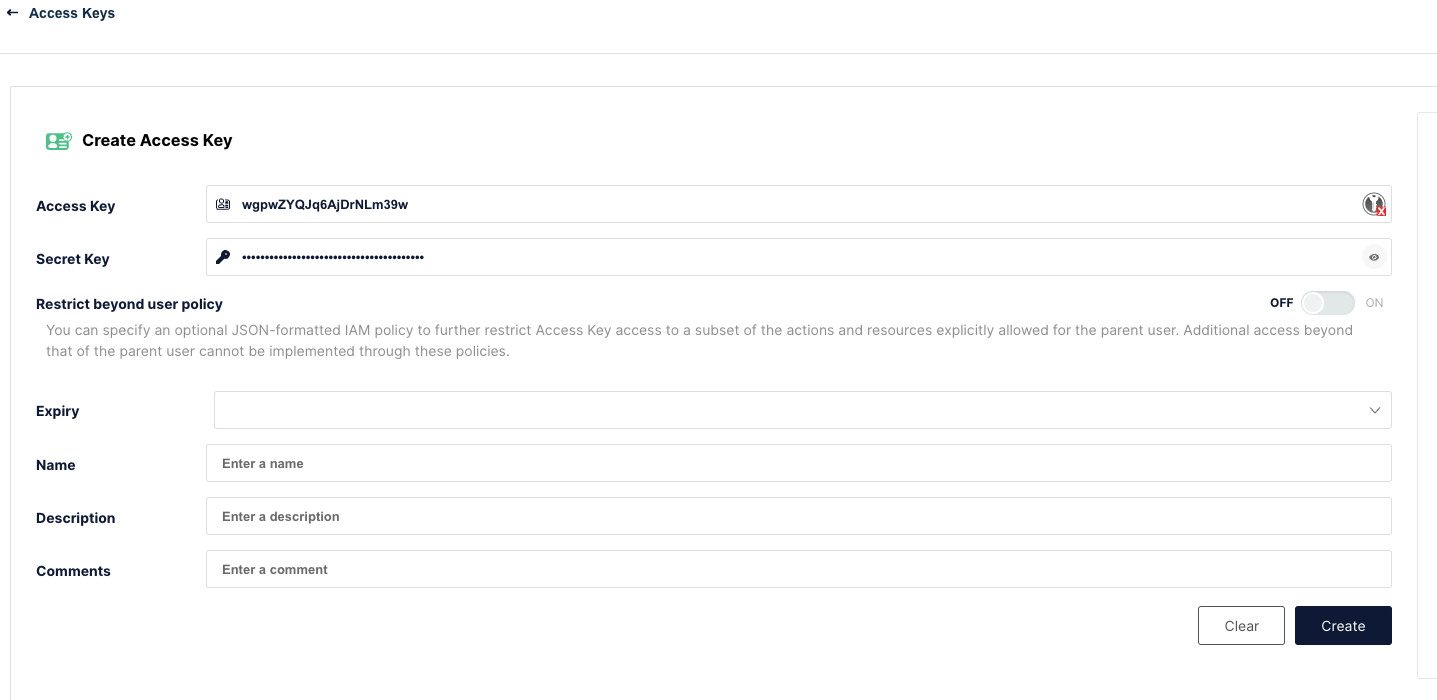 ← Access Keys
Create Access Key
Access Key
wgpwZYQJq6AjDrNLm39w
Secret Key
••••••••••••••••••••••••••••••••••••••••
Restrict beyond user policy
OFF
ON
You can specify an optional JSON-formatted IAM policy to further restrict Access Key access to a subset of the actions and resources explicitly allowed for the parent user. Additional access beyond
that of the parent user cannot be implemented through these policies.
Expiry
Name
Enter a name
Description
Enter a description
Comments
Enter a comment
Clear
Create